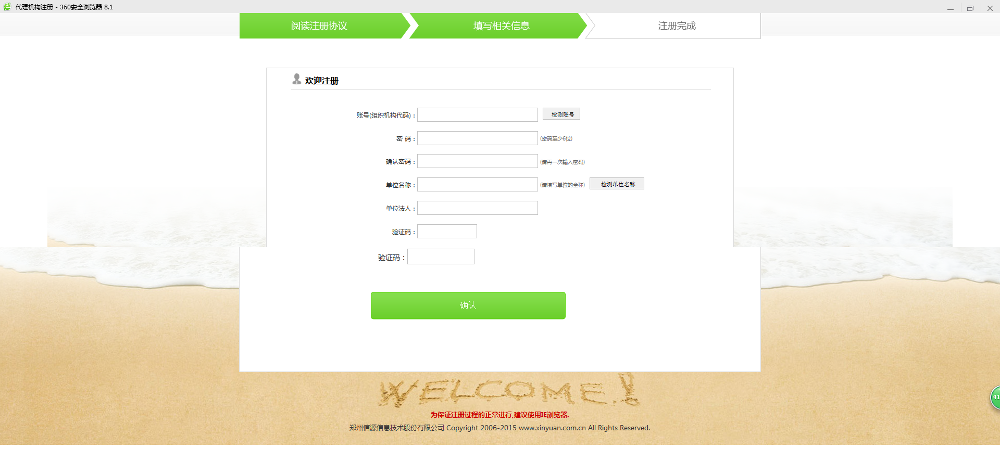 代理机构注册 - 360安全浏览器 8.1
阅读注册协议
填写相关信息
注册完成
欢迎注册
账号(组织机构代码)：
检测账号
密 码：
(密码至少6位)
确认密码：
(请再一次输入密码)
单位名称：
(请填写单位的全称)
检测单位名称
单位法人：
验证码：
验证码：
确认
WELCOME!
41
为保证注册过程的正常进行,建议使用IE浏览器.
郑州信源信息技术股份有限公司 Copyright 2006-2015 www.xinyuan.com.cn All Rights Reserved.